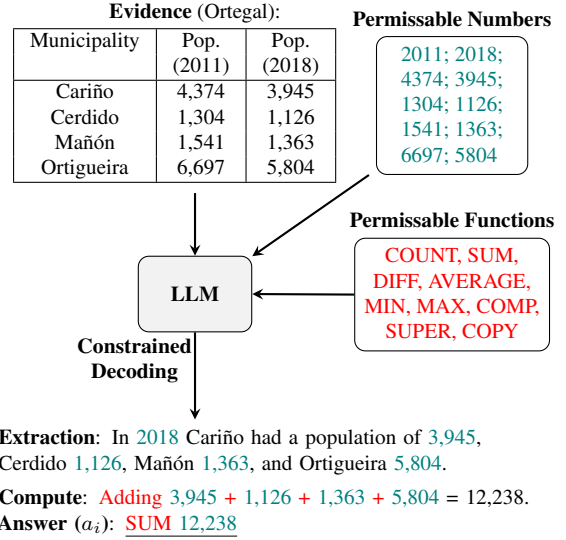 Evidence (Ortegal):
Municipality Pop. (2011) Pop. (2018)
Cariño 4,374 3,945
Cerdido 1,304 1,126
Mañón 1,541 1,363
Ortigueira 6,697 5,804
Permissable Numbers
2011; 2018;
4374; 3945;
1304; 1126;
1541; 1363;
6697; 5804
Permissable Functions
COUNT, SUM,
DIFF, AVERAGE,
MIN, MAX, COMP,
SUPER, COPY
LLM
Constrained
Decoding
Extraction: In 2018 Cariño had a population of 3,945,
Cerdido 1,126, Mañón 1,363, and Ortigueira 5,804.
Compute: Adding 3,945 + 1,126 + 1,363 + 5,804 = 12,238.
Answer (a_i): SUM 12,238